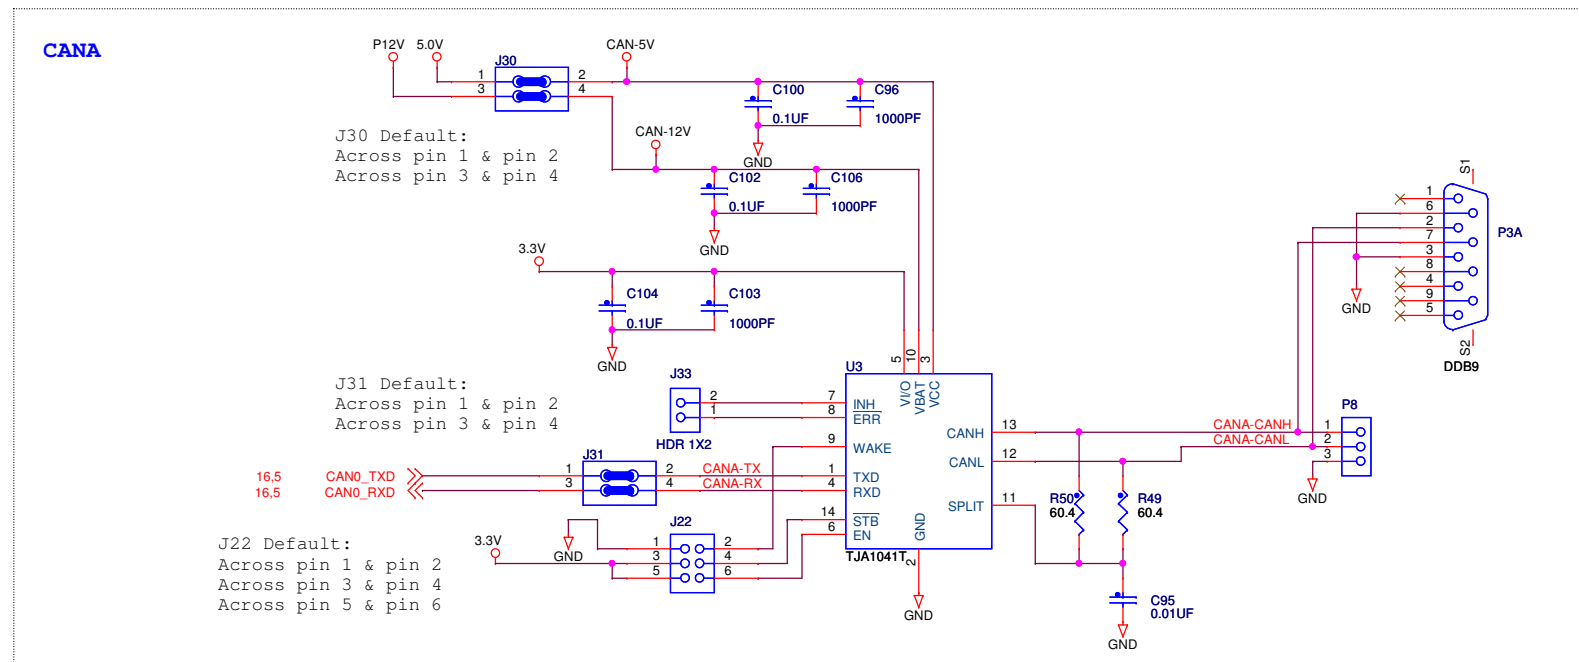 CANA
P12V 5.0V CAN-5V
J30
1 2
3 4
C100
0.1UF
C96
1000PF
GND
J30 Default:
Across pin 1 & pin 2
Across pin 3 & pin 4
CAN-12V
C102
0.1UF
C106
1000PF
GND
3.3V
C104
0.1UF
C103
1000PF
GND
S1
1
6
2
7
3
8
4
9
5
P3A
GND
S2
DDB9
J31 Default:
Across pin 1 & pin 2
Across pin 3 & pin 4
J33
2
1
HDR 1X2
U3
5 10 3
VI/O VBAT VCC
7 INH
8 ERR
9 WAKE
1 TXD
4 RXD
14 STB
6 EN
CANH 13
CANL 12
SPLIT 11
GND
2
TJA1041T
GND
J31
16,5 CAN0_TXD 1 2 CANA-TX
16,5 CAN0_RXD 3 4 CANA-RX
CANA-CANH
CANA-CANL
P8
1
2
3
GND
R50
60.4
R49
60.4
J22 Default:
Across pin 1 & pin 2
Across pin 3 & pin 4
Across pin 5 & pin 6
3.3V
GND
J22
1 2
3 4
5 6
C95
0.01UF
GND